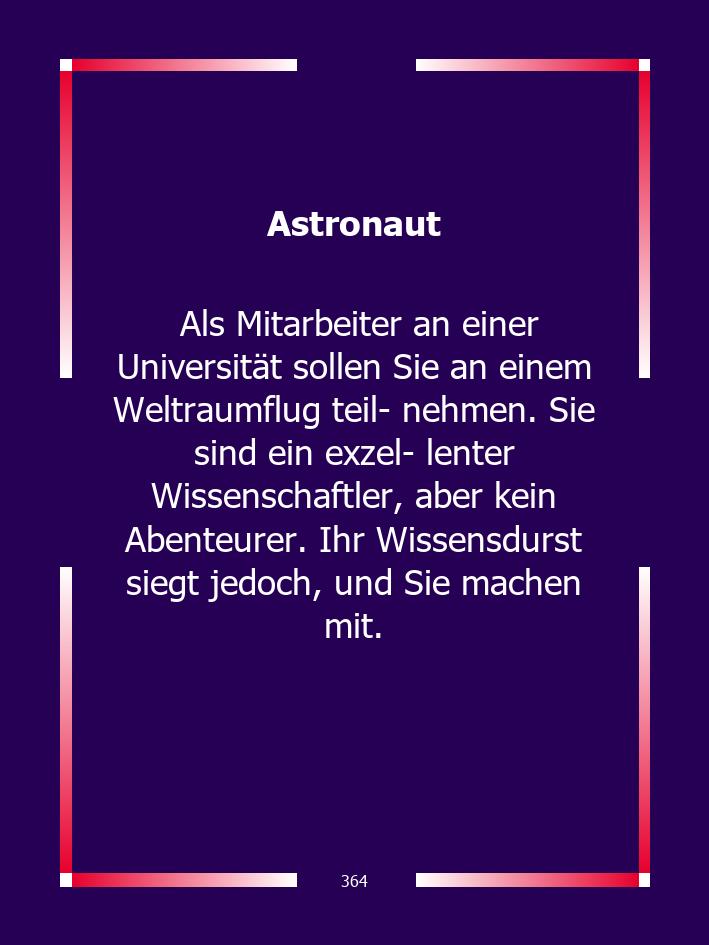 Astronaut
Als Mitarbeiter an einer
Universität sollen Sie an einem
Weltraumflug teil- nehmen. Sie
sind ein exzel- lenter
Wissenschaftler, aber kein
Abenteurer. Ihr Wissensdurst
siegt jedoch, und Sie machen
mit.
364